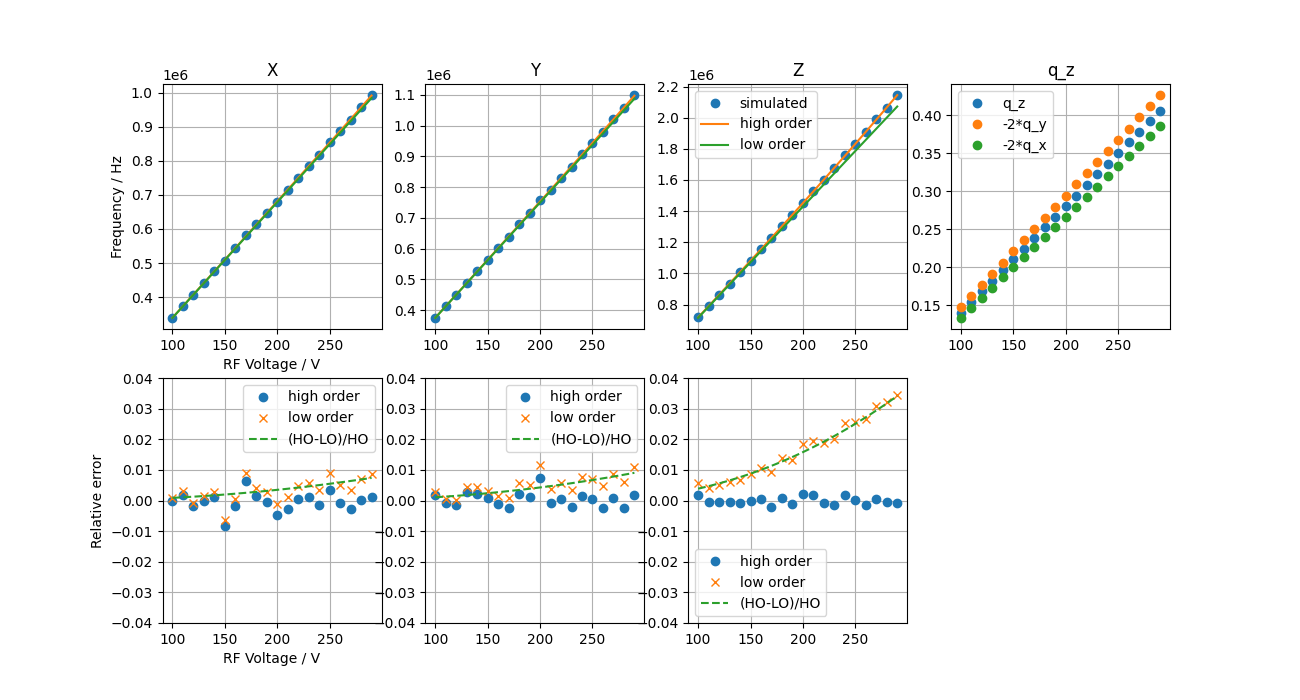 X
1e6
Frequency / Hz
1.0
0.9
0.8
0.7
0.6
0.5
0.4
100 150 200 250
RF Voltage / V
Y
1e6
1.1
1.0
0.9
0.8
0.7
0.6
0.5
0.4
100 150 200 250
Z
1e6
2.2
2.0
1.8
1.6
1.4
1.2
1.0
0.8
simulated
high order
low order
100 150 200 250
q_z
0.40
0.35
0.30
0.25
0.20
0.15
q_z
-2*q_y
-2*q_x
100 150 200 250
Relative error
0.04
0.03
0.02
0.01
0.00
−0.01
−0.02
−0.03
−0.04
high order
low order
(HO-LO)/HO
100 150 200 250
RF Voltage / V
0.04
0.03
0.02
0.01
0.00
−0.01
−0.02
−0.03
−0.04
high order
low order
(HO-LO)/HO
100 150 200 250
0.04
0.03
0.02
0.01
0.00
−0.01
−0.02
−0.03
−0.04
high order
low order
(HO-LO)/HO
100 150 200 250